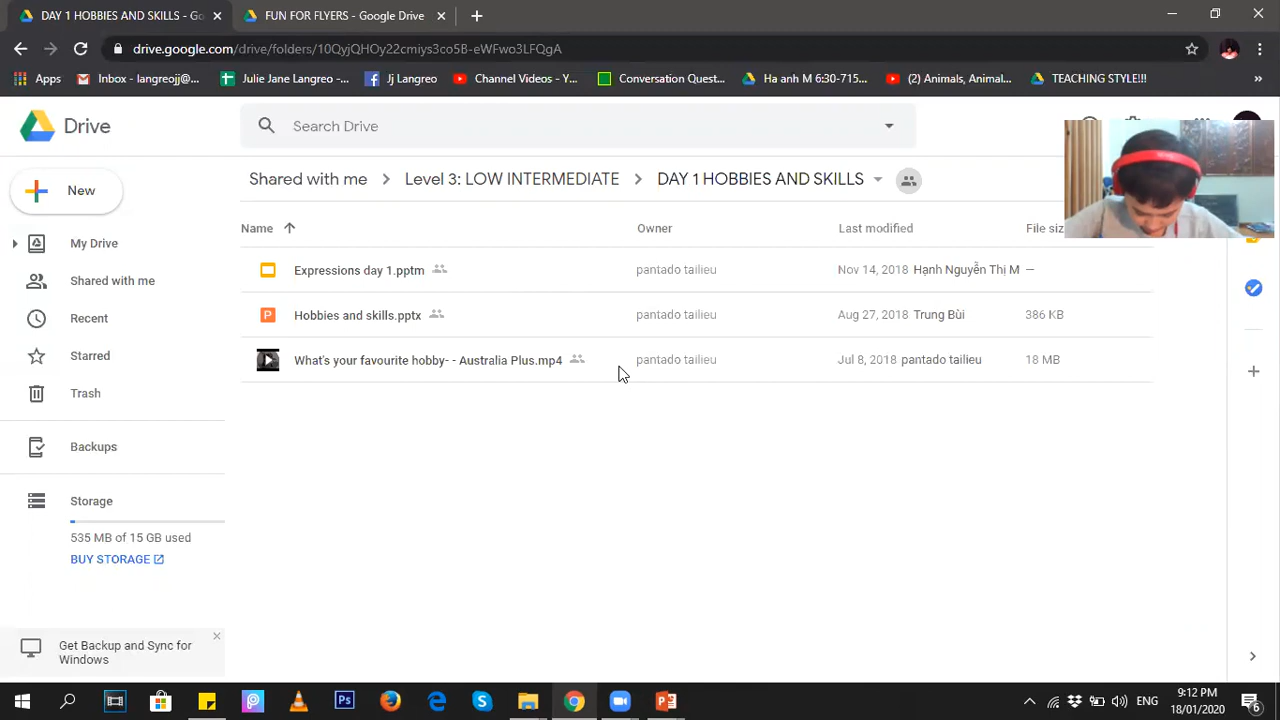 DAY 1 HOBBIES AND SKILLS - Go
FUN FOR FLYERS - Google Drive
drive.google.com/drive/folders/10QyjQHOy22cmiys3co5B-eWFwo3LFQgA
Apps
Inbox - langreojj@...
Julie Jane Langreo -...
Jj Langreo
Channel Videos - Y...
Conversation Quest...
Ha anh M 6:30-715...
(2) Animals, Animal...
TEACHING STYLE!!!
Drive
Search Drive
New
Shared with me
Level 3: LOW INTERMEDIATE
DAY 1 HOBBIES AND SKILLS
Name
Owner
Last modified
File siz
My Drive
Expressions day 1.pptm
pantado tailieu
Nov 14, 2018 Hạnh Nguyễn Thị M
—
Shared with me
Hobbies and skills.pptx
pantado tailieu
Aug 27, 2018 Trung Bùi
386 KB
Recent
What's your favourite hobby- - Australia Plus.mp4
pantado tailieu
Jul 8, 2018 pantado tailieu
18 MB
Starred
Trash
Backups
Storage
535 MB of 15 GB used
BUY STORAGE
Get Backup and Sync for
Windows
ENG
9:12 PM
18/01/2020
6